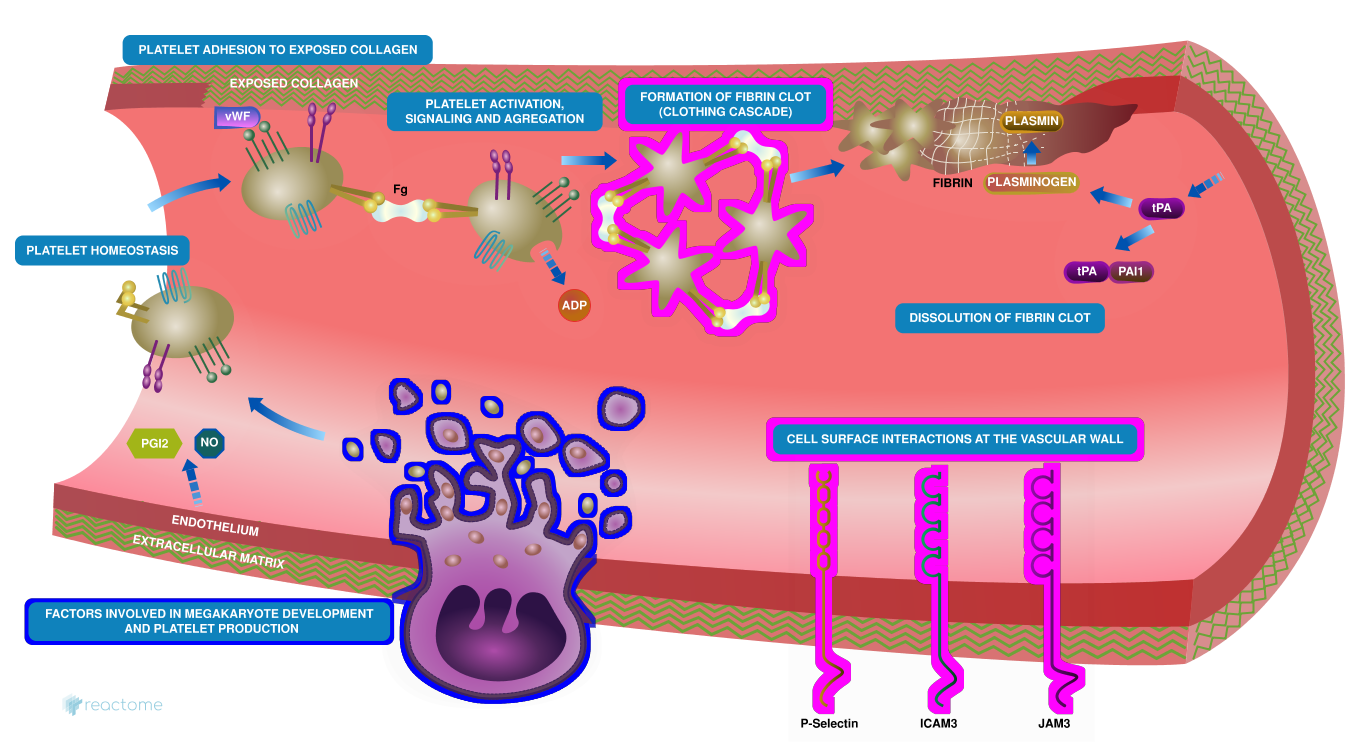 PLATELET ADHESION TO EXPOSED COLLAGEN
EXPOSED COLLAGEN
vWF
PLATELET ACTIVATION,
SIGNALING AND AGREGATION
FORMATION OF FIBRIN CLOT
(CLOTHING CASCADE)
PLASMIN
FIBRIN
PLASMINOGEN
Fg
tPA
PLATELET HOMEOSTASIS
tPA
PAI1
ADP
DISSOLUTION OF FIBRIN CLOT
PGI2
NO
CELL SURFACE INTERACTIONS AT THE VASCULAR WALL
ENDOTHELIUM
EXTRACELLULAR MATRIX
FACTORS INVOLVED IN MEGAKARYOTE DEVELOPMENT
AND PLATELET PRODUCTION
reactome
P-Selectin
ICAM3
JAM3